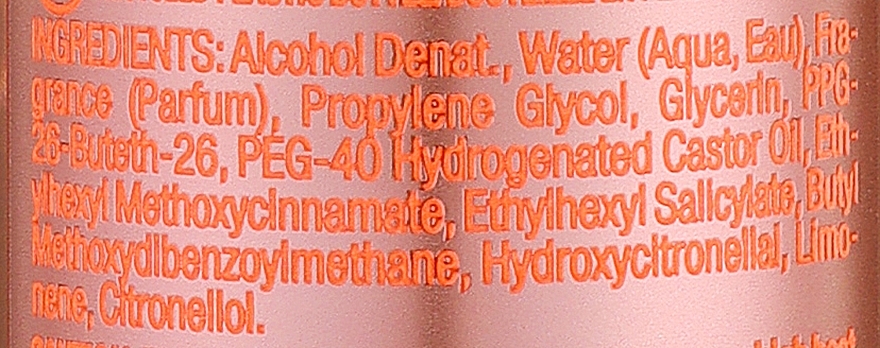 INGREDIENTS: Alcohol Denat., Water (Aqua, Eau), Fra-
grance (Parfum), Propylene Glycol, Glycerin, PPG-
26-Buteth-26, PEG-40 Hydrogenated Castor Oil, Eth-
ylhexyl Methoxycinnamate, Ethylhexyl Salicylate, Butyl
Methoxydibenzoylmethane, Hydroxycitronellal, Limo-
nene, Citronellol.